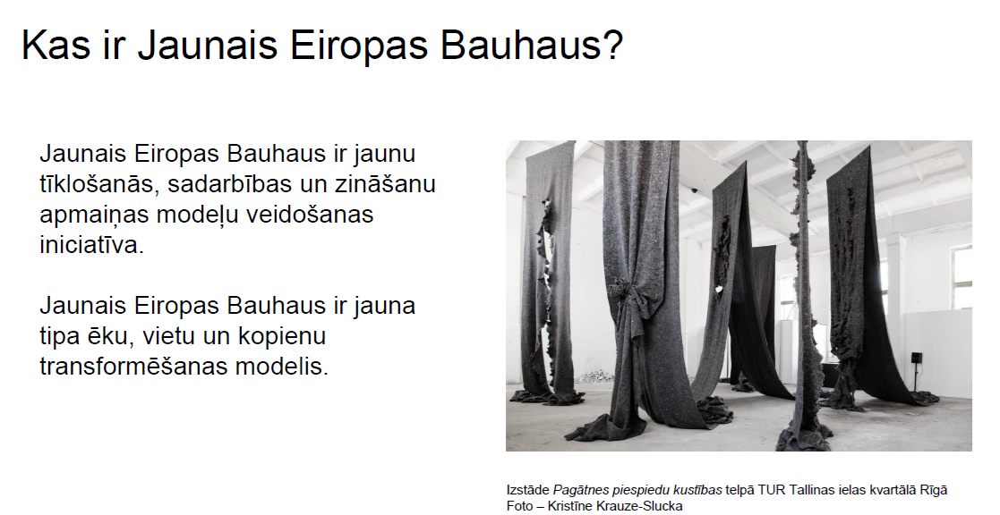 Kas ir Jaunais Eiropas Bauhaus?
Jaunais Eiropas Bauhaus ir jaunu
tīklošanās, sadarbības un zināšanu
apmaiņas modeļu veidošanas
iniciatīva.
Jaunais Eiropas Bauhaus ir jauna
tipa ēku, vietu un kopienu
transformēšanas modelis.
Izstāde Pagātnes piespiedu kustības telpā TUR Tallinas ielas kvartālā Rīgā
Foto – Kristīne Krauze-Slucka